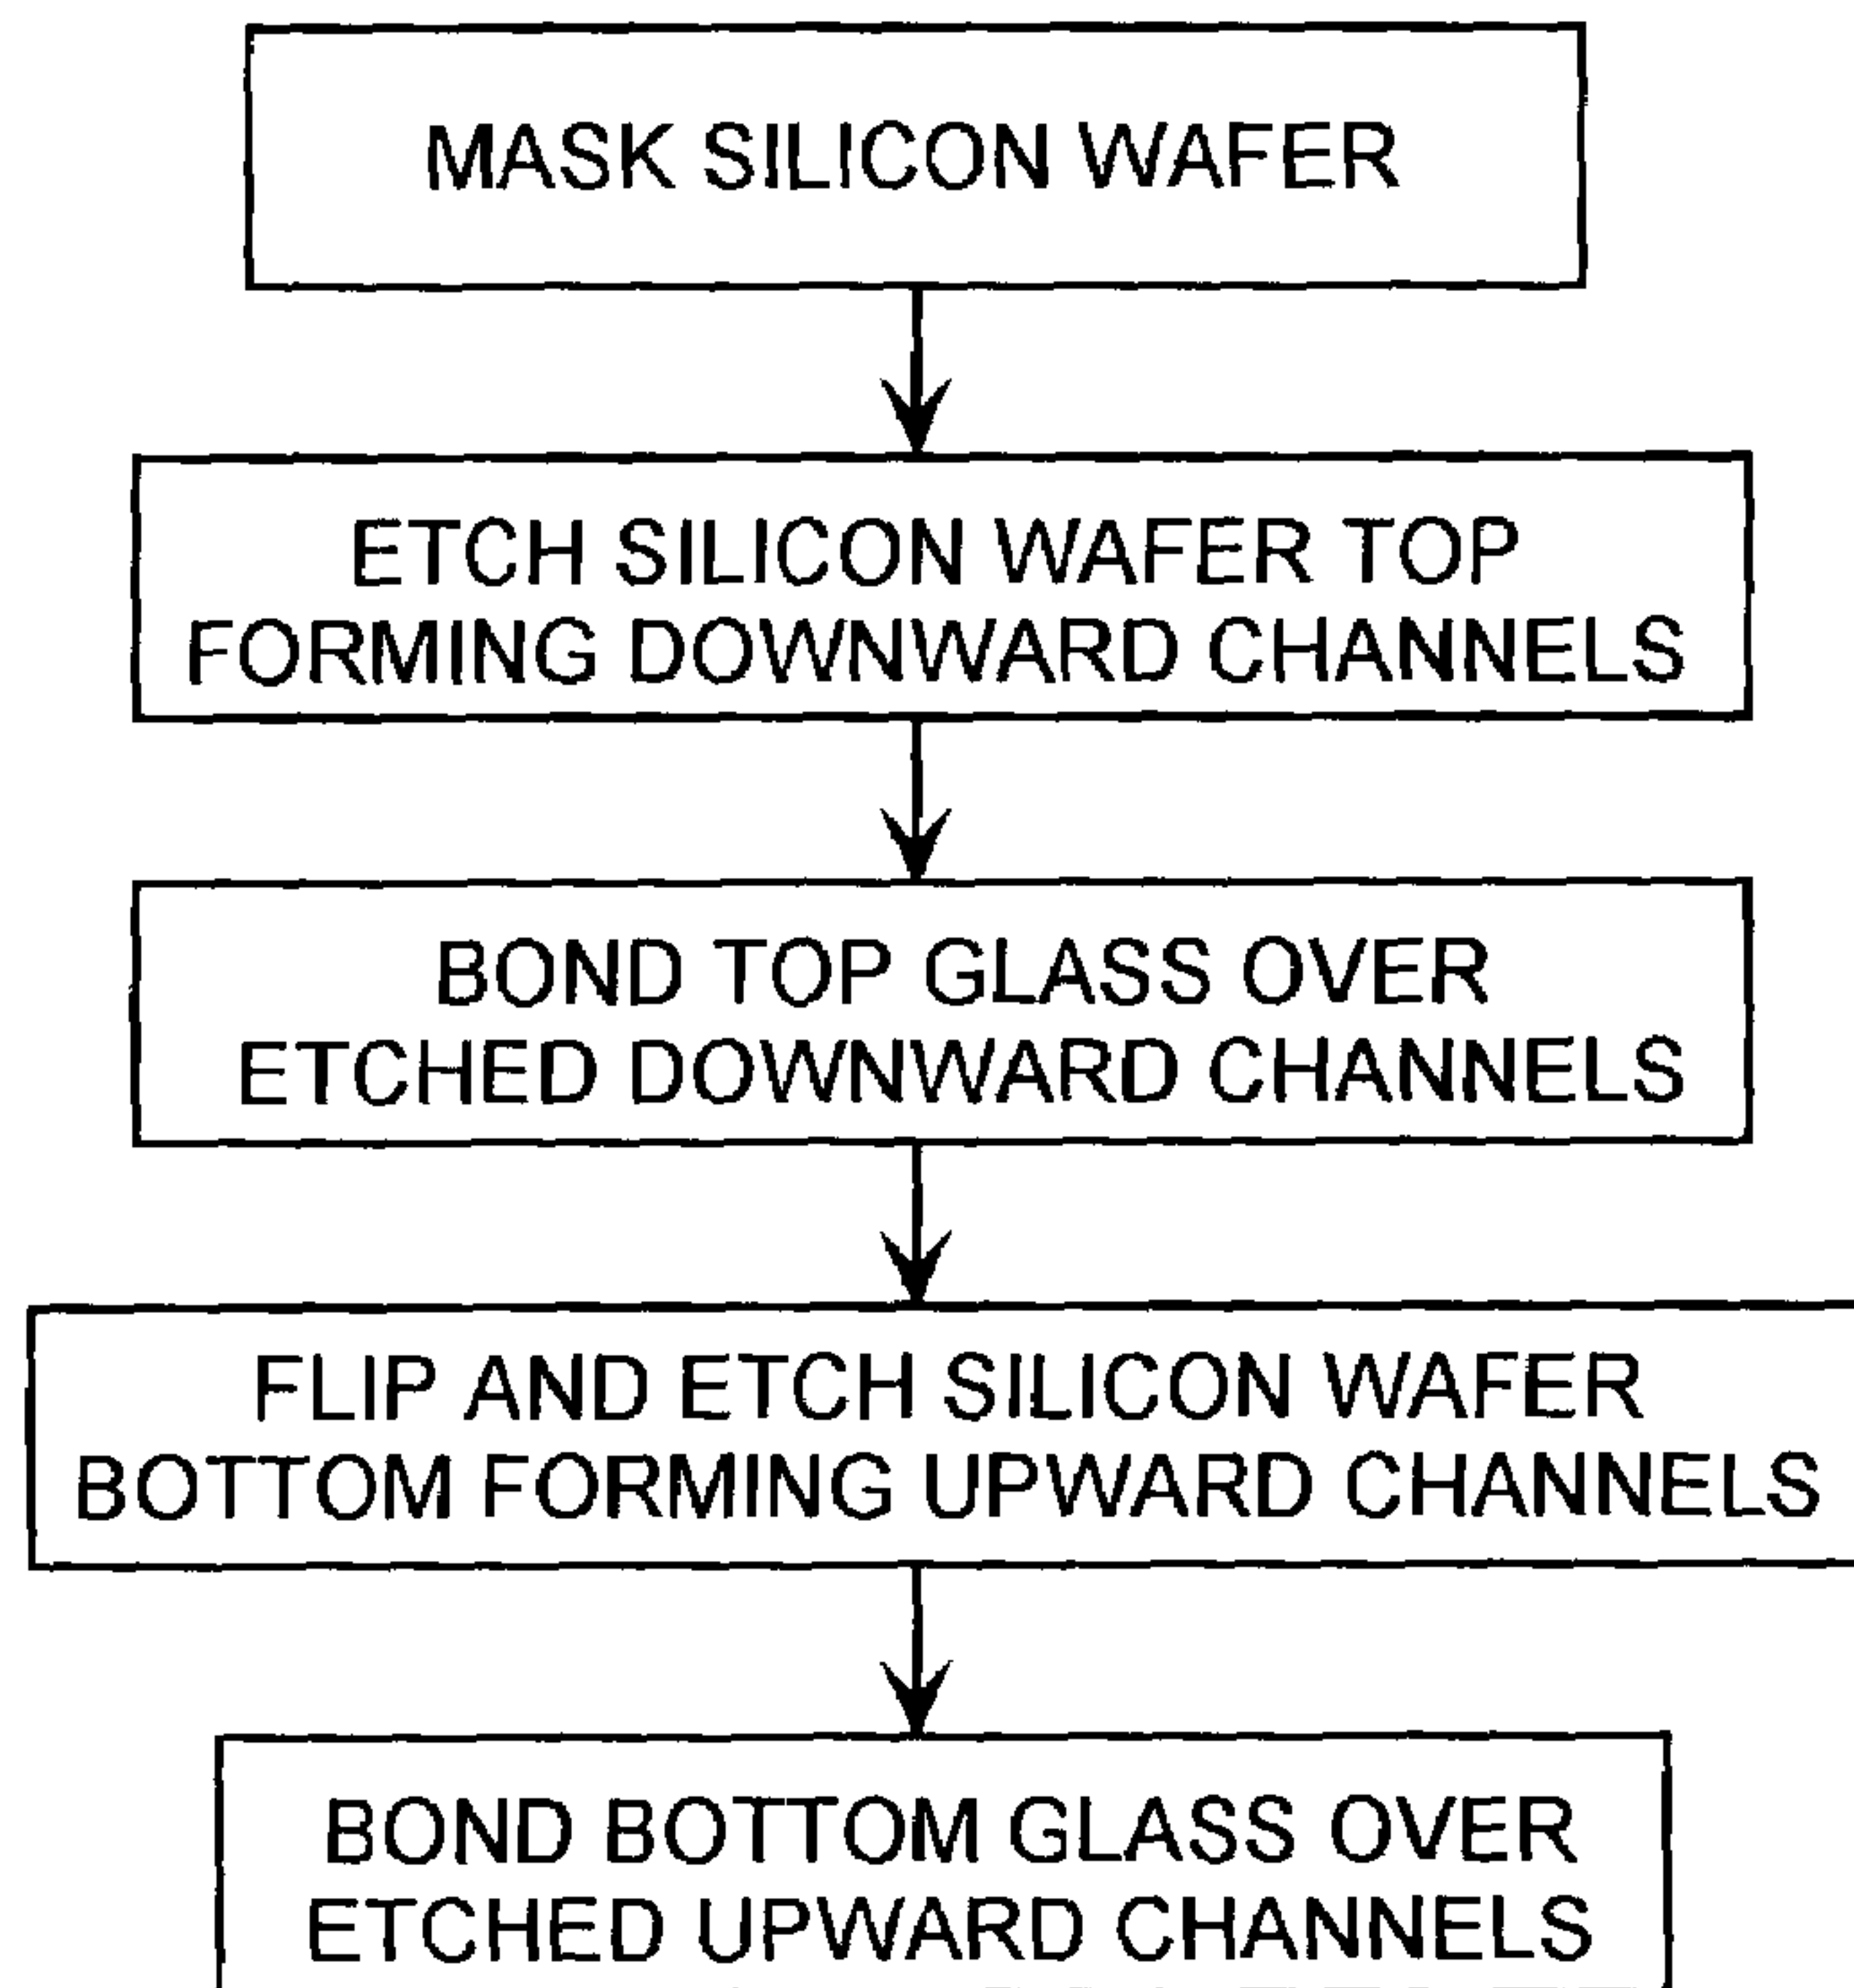 MASK SILICON WAFER
ETCH SILICON WAFER TOP
FORMING DOWNWARD CHANNELS
BOND TOP GLASS OVER
ETCHED DOWNWARD CHANNELS
FLIP AND ETCH SILICON WAFER
BOTTOM FORMING UPWARD CHANNELS
BOND BOTTOM GLASS OVER
ETCHED UPWARD CHANNELS